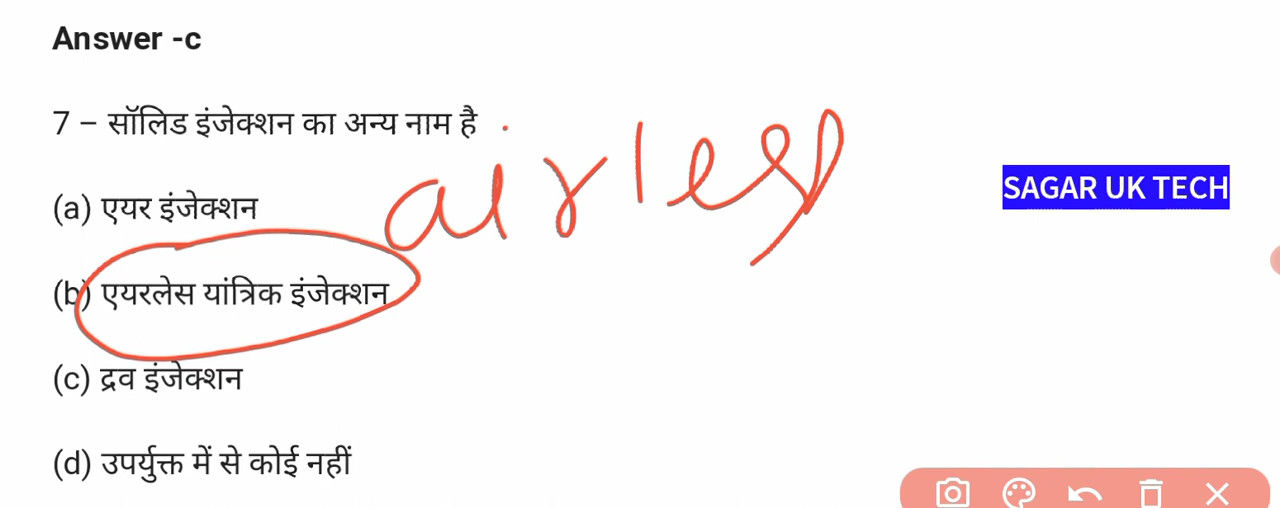 Answer -c
7 – सॉलिड इंजेक्शन का अन्य नाम है
airless
SAGAR UK TECH
(a) एयर इंजेक्शन
(b) एयरलेस यांत्रिक इंजेक्शन
(c) द्रव इंजेक्शन
(d) उपर्युक्त में से कोई नहीं